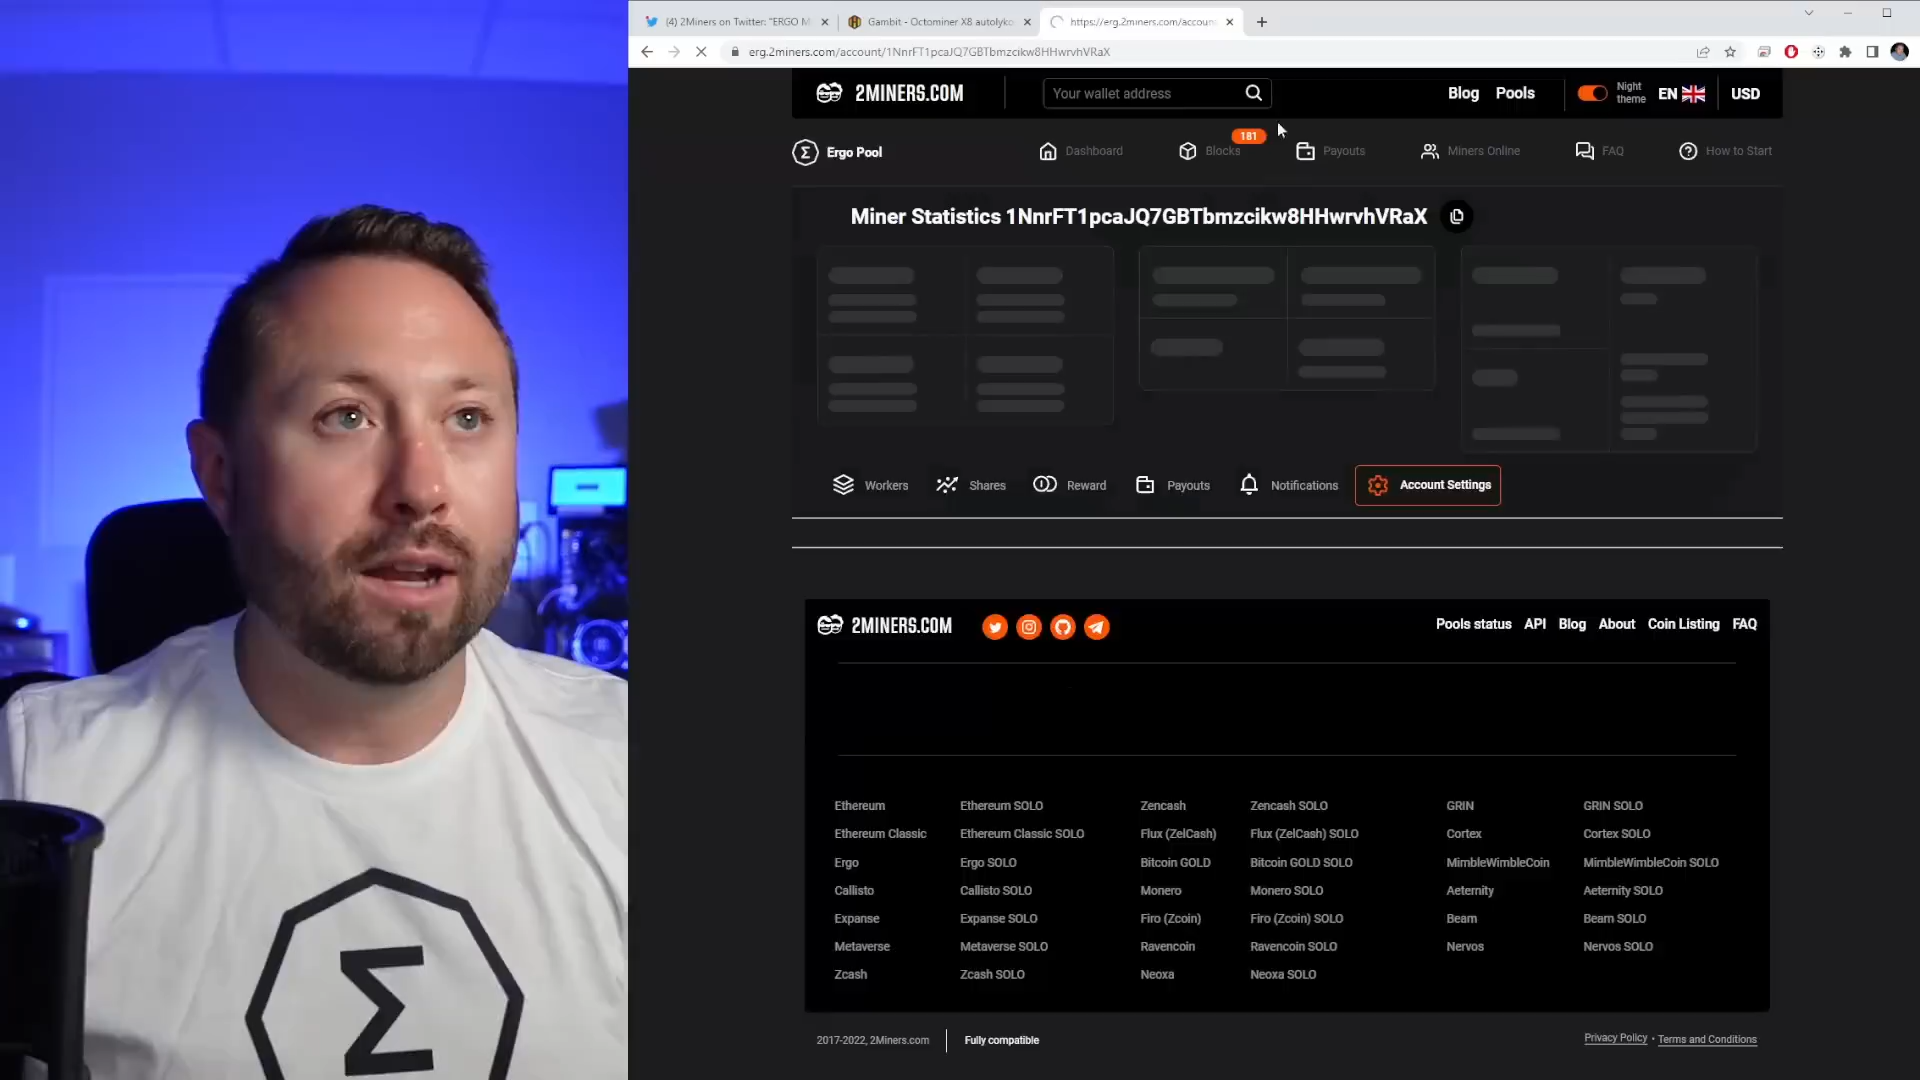 (4) 2Miners on Twitter: "ERGO M
Gambit - Octominer X8 autolyko
https://erg.2miners.com/accoun
erg.2miners.com/account/1NnrFT1pcaJQ7GBTbmzcikw8HHwrvhVRaX
2MINERS.COM
Your wallet address
Blog
Pools
Night theme
EN
USD
Ergo Pool
Dashboard
Blocks
181
Payouts
Miners Online
FAQ
How to Start
Miner Statistics 1NnrFT1pcaJQ7GBTbmzcikw8HHwrvhVRaX
Workers
Shares
Reward
Payouts
Notifications
Account Settings
2MINERS.COM
Pools status
API
Blog
About
Coin Listing
FAQ
Ethereum
Ethereum SOLO
Zencash
Zencash SOLO
GRIN
GRIN SOLO
Ethereum Classic
Ethereum Classic SOLO
Flux (ZelCash)
Flux (ZelCash) SOLO
Cortex
Cortex SOLO
Ergo
Ergo SOLO
Bitcoin GOLD
Bitcoin GOLD SOLO
MimbleWimbleCoin
MimbleWimbleCoin SOLO
Callisto
Callisto SOLO
Monero
Monero SOLO
Aeternity
Aeternity SOLO
Expanse
Expanse SOLO
Firo (Zcoin)
Firo (Zcoin) SOLO
Beam
Beam SOLO
Metaverse
Metaverse SOLO
Ravencoin
Ravencoin SOLO
Nervos
Nervos SOLO
Zcash
Zcash SOLO
Neoxa
Neoxa SOLO
2017-2022, 2Miners.com
Fully compatible
Privacy Policy • Terms and Conditions
Σ